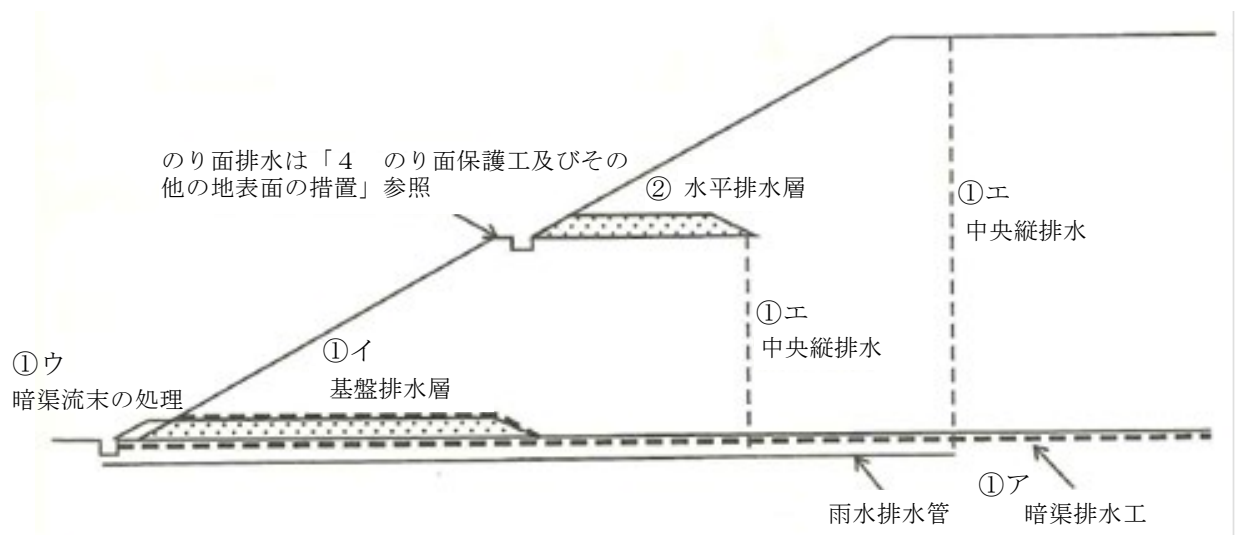 のり面排水は「４　のり面保護工及びその
他の地表面の措置」参照
② 水平排水層
①エ
中央縦排水
①エ
中央縦排水
①イ
基盤排水層
①ウ
暗渠流末の処理
①ア
雨水排水管
暗渠排水工